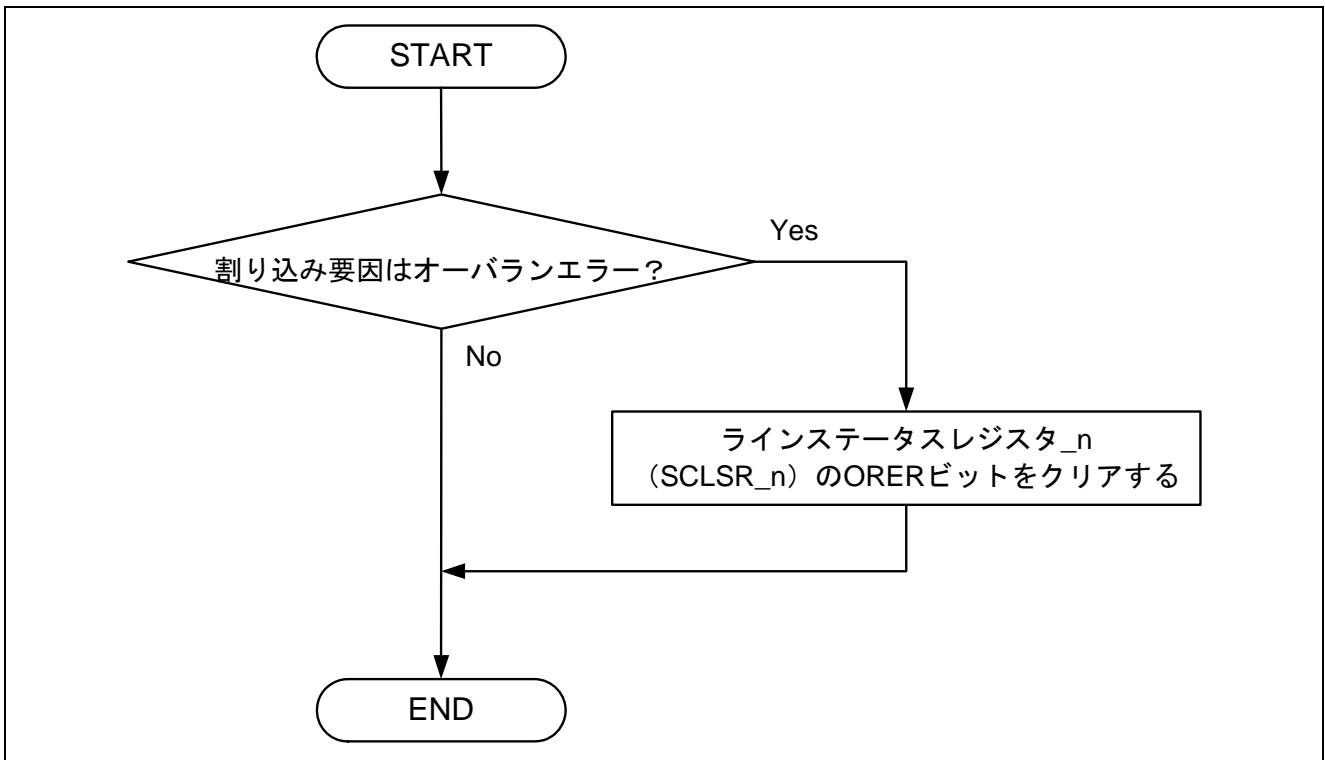 START
割り込み要因はオーバランエラー？
Yes
No
ラインステータスレジスタ_n
（SCLSR_n）のORERビットをクリアする
END